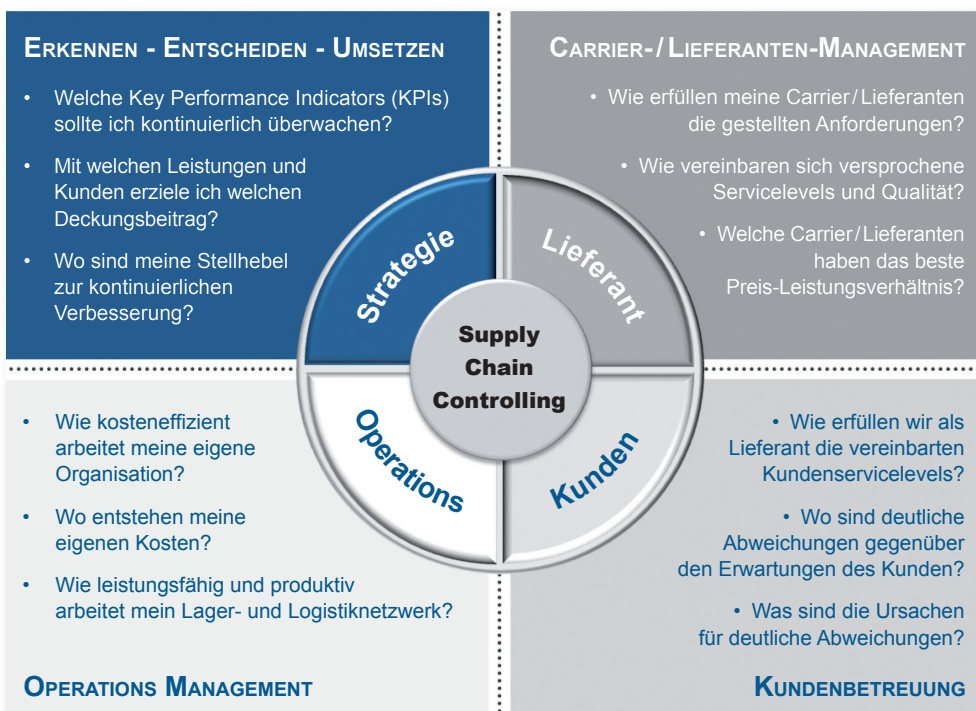 Erkennen - Entscheiden - Umsetzen
• Welche Key Performance Indicators (KPIs)
sollte ich kontinuierlich überwachen?
• Mit welchen Leistungen und
Kunden erziele ich welchen
Deckungsbeitrag?
• Wo sind meine Stellhebel
zur kontinuierlichen
Verbesserung?
Carrier-/Lieferanten-Management
• Wie erfüllen meine Carrier/Lieferanten
die gestellten Anforderungen?
• Wie vereinbaren sich versprochene
Servicelevels und Qualität?
• Welche Carrier/Lieferanten
haben das beste
Preis-Leistungsverhältnis?
Strategie
Lieferant
Supply
Chain
Controlling
Operations
Kunden
• Wie kosteneffizient
arbeitet meine eigene
Organisation?
• Wo entstehen meine
eigenen Kosten?
• Wie leistungsfähig und produktiv
arbeitet mein Lager- und Logistiknetzwerk?
Operations Management
• Wie erfüllen wir als
Lieferant die vereinbarten
Kundenservicelevels?
• Wo sind deutliche
Abweichungen gegenüber
den Erwartungen des Kunden?
• Was sind die Ursachen
für deutliche Abweichungen?
Kundenbetreuung